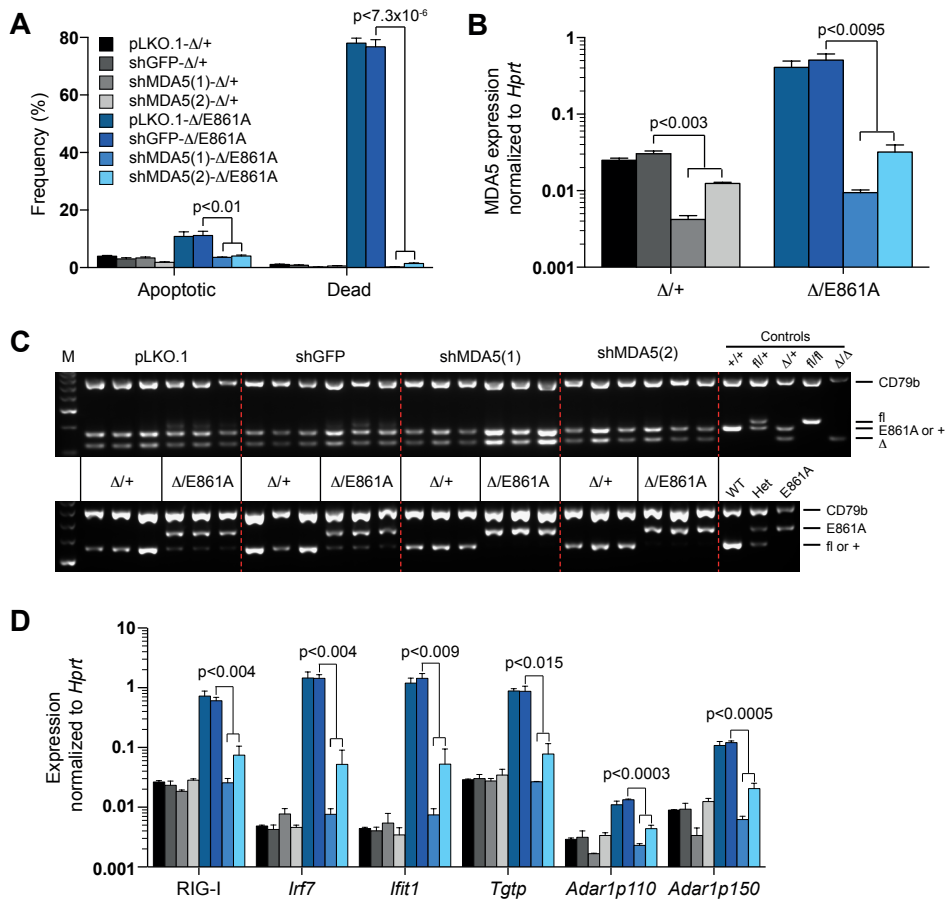 A
p<7.3x10-6
80
60
40
20
0
Frequency (%)
pLKO.1-Δ/+
shGFP-Δ/+
shMDA5(1)-Δ/+
shMDA5(2)-Δ/+
pLKO.1-Δ/E861A
shGFP-Δ/E861A
shMDA5(1)-Δ/E861A
shMDA5(2)-Δ/E861A
p<0.01
Apoptotic
Dead
B
p<0.0095
p<0.003
1
0.1
0.01
0.001
MDA5 expression
normalized to Hprt
Δ/+
Δ/E861A
C
M
pLKO.1
shGFP
shMDA5(1)
shMDA5(2)
Controls
+/+
fl/+
Δ/+
fl/fl
Δ/Δ
CD79b
fl
E861A or +
Δ
Δ/+
Δ/E861A
Δ/+
Δ/E861A
Δ/+
Δ/E861A
Δ/+
Δ/E861A
WT
Het
E861A
CD79b
E861A
fl or +
D
10
1
0.1
0.01
0.001
Expression
normalized to Hprt
p<0.004
p<0.004
p<0.009
p<0.015
p<0.0003
p<0.0005
RIG-I
Irf7
Ifit1
Tgtp
Adar1p110
Adar1p150